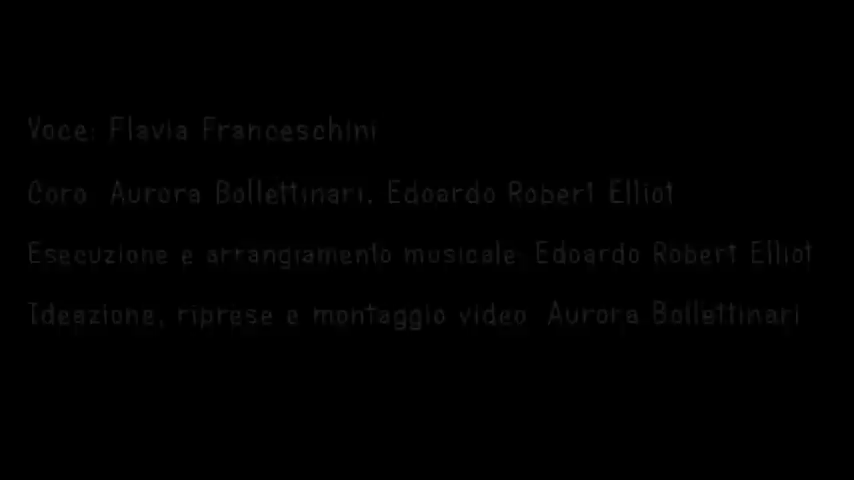 Voce: Flavia Franceschini
Coro: Aurora Bollettinari, Edoardo Robert Elliot
Esecuzione e arrangiamento musicale: Edoardo Robert Elliot
Ideazione, riprese e montaggio video: Aurora Bollettinari